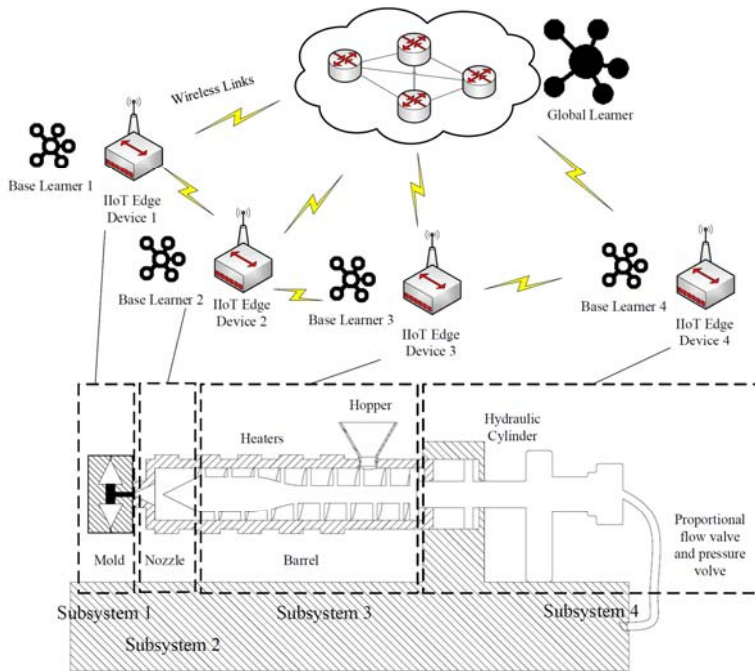 Wireless Links
Global Learner
Base Learner 1
IIoT Edge
Device 1
Base Learner 2
IIoT Edge
Device 2
Base Learner 3
IIoT Edge
Device 3
Base Learner 4
IIoT Edge
Device 4
Hopper
Heaters
Hydraulic
Cylinder
Proportional
flow valve
and pressure
volve
Mold
Nozzle
Barrel
Subsystem 1
Subsystem 2
Subsystem 3
Subsystem 4